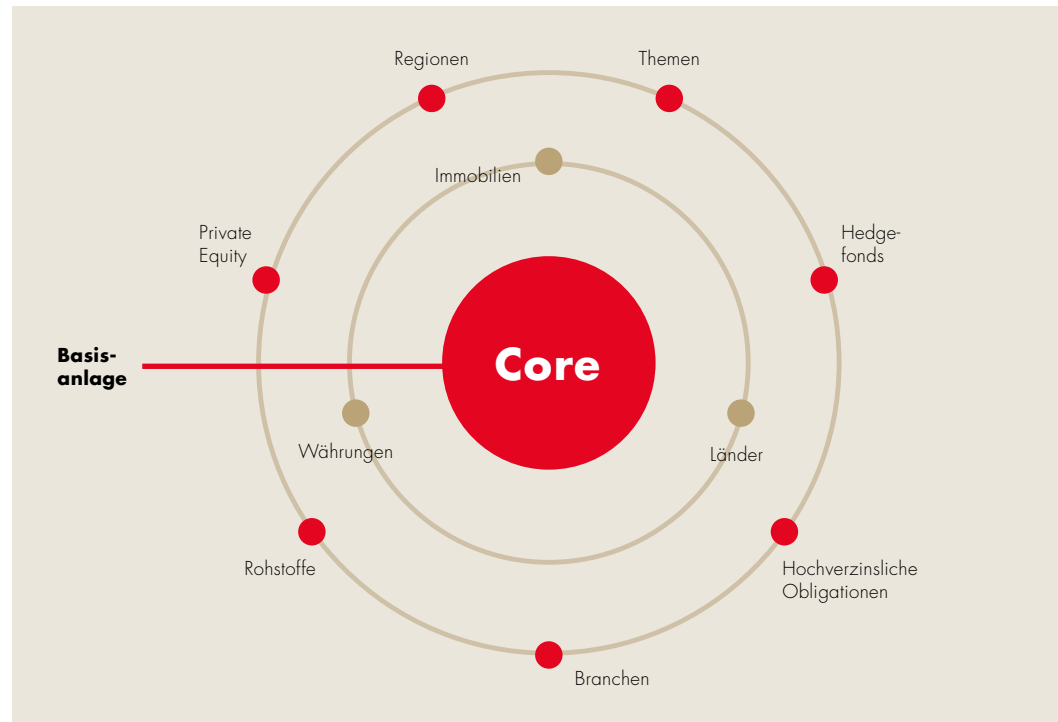 Regionen
Themen
Immobilien
Private
Equity
Hedge-
fonds
Basis-
anlage
Core
Währungen
Länder
Rohstoffe
Hochverzinsliche
Obligationen
Branchen